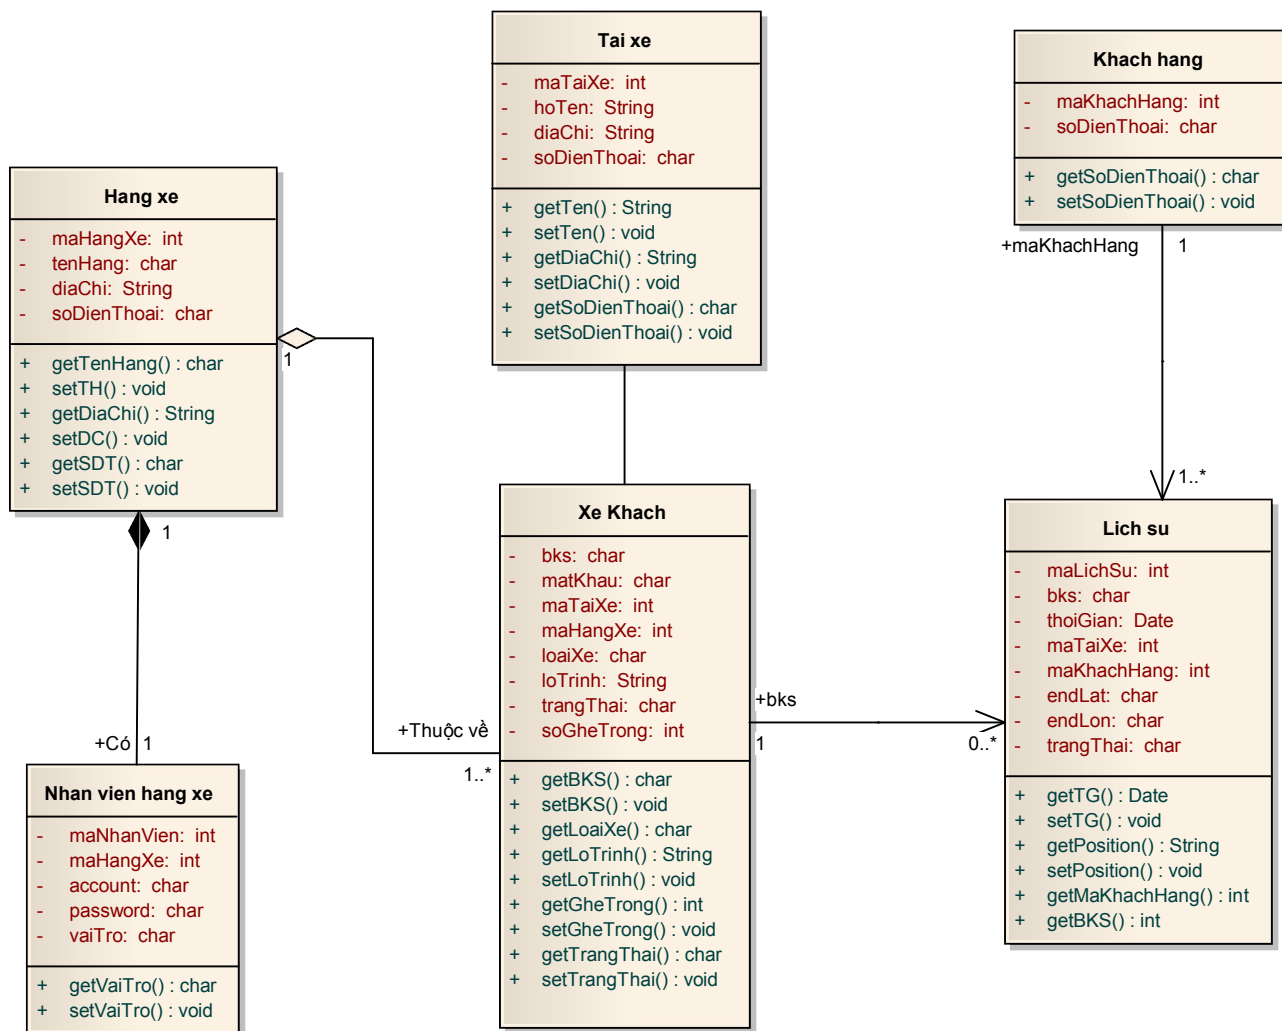 Tai xe
- maTaiXe: int
- hoTen: String
- diaChi: String
- soDienThoai: char
+ getTen() : String
+ setTen() : void
+ getDiaChi() : String
+ setDiaChi() : void
+ getSoDienThoai() : char
+ setSoDienThoai() : void
Khach hang
- maKhachHang: int
- soDienThoai: char
+ getSoDienThoai() : char
+ setSoDienThoai() : void
+maKhachHang
1
1..*
Hang xe
- maHangXe: int
- tenHang: char
- diaChi: String
- soDienThoai: char
+ getTenHang() : char
+ setTH() : void
+ getDiaChi() : String
+ setDC() : void
+ getSDT() : char
+ setSDT() : void
1
1
+Thuộc về
1..*
+Có
1
Xe Khach
- bks: char
- matKhau: char
- maTaiXe: int
- maHangXe: int
- loaiXe: char
- loTrinh: String
- trangThai: char
- soGheTrong: int
+ getBKS() : char
+ setBKS() : void
+ getLoaiXe() : char
+ getLoTrinh() : String
+ setLoTrinh() : void
+ getGheTrong() : int
+ setGheTrong() : void
+ getTrangThai() : char
+ setTrangThai() : void
+bks
1
0..*
Lich su
- maLichSu: int
- bks: char
- thoiGian: Date
- maTaiXe: int
- maKhachHang: int
- endLat: char
- endLon: char
- trangThai: char
+ getTG() : Date
+ setTG() : void
+ getPosition() : String
+ setPosition() : void
+ getMaKhachHang() : int
+ getBKS() : int
Nhan vien hang xe
- maNhanVien: int
- maHangXe: int
- account: char
- password: char
- vaiTro: char
+ getVaiTro() : char
+ setVaiTro() : void